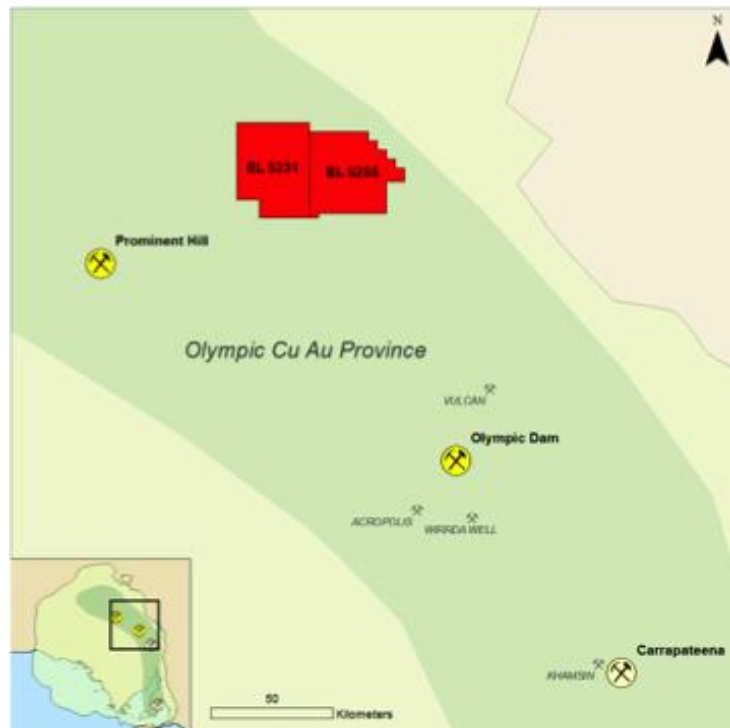 N
EL 5231
EL 5255
Prominent Hill
Olympic Cu Au Province
VULCAN
Olympic Dam
ACROPOLIS
WIRRDA WELL
Carrapateena
KHAMSIN
50
Kilometers